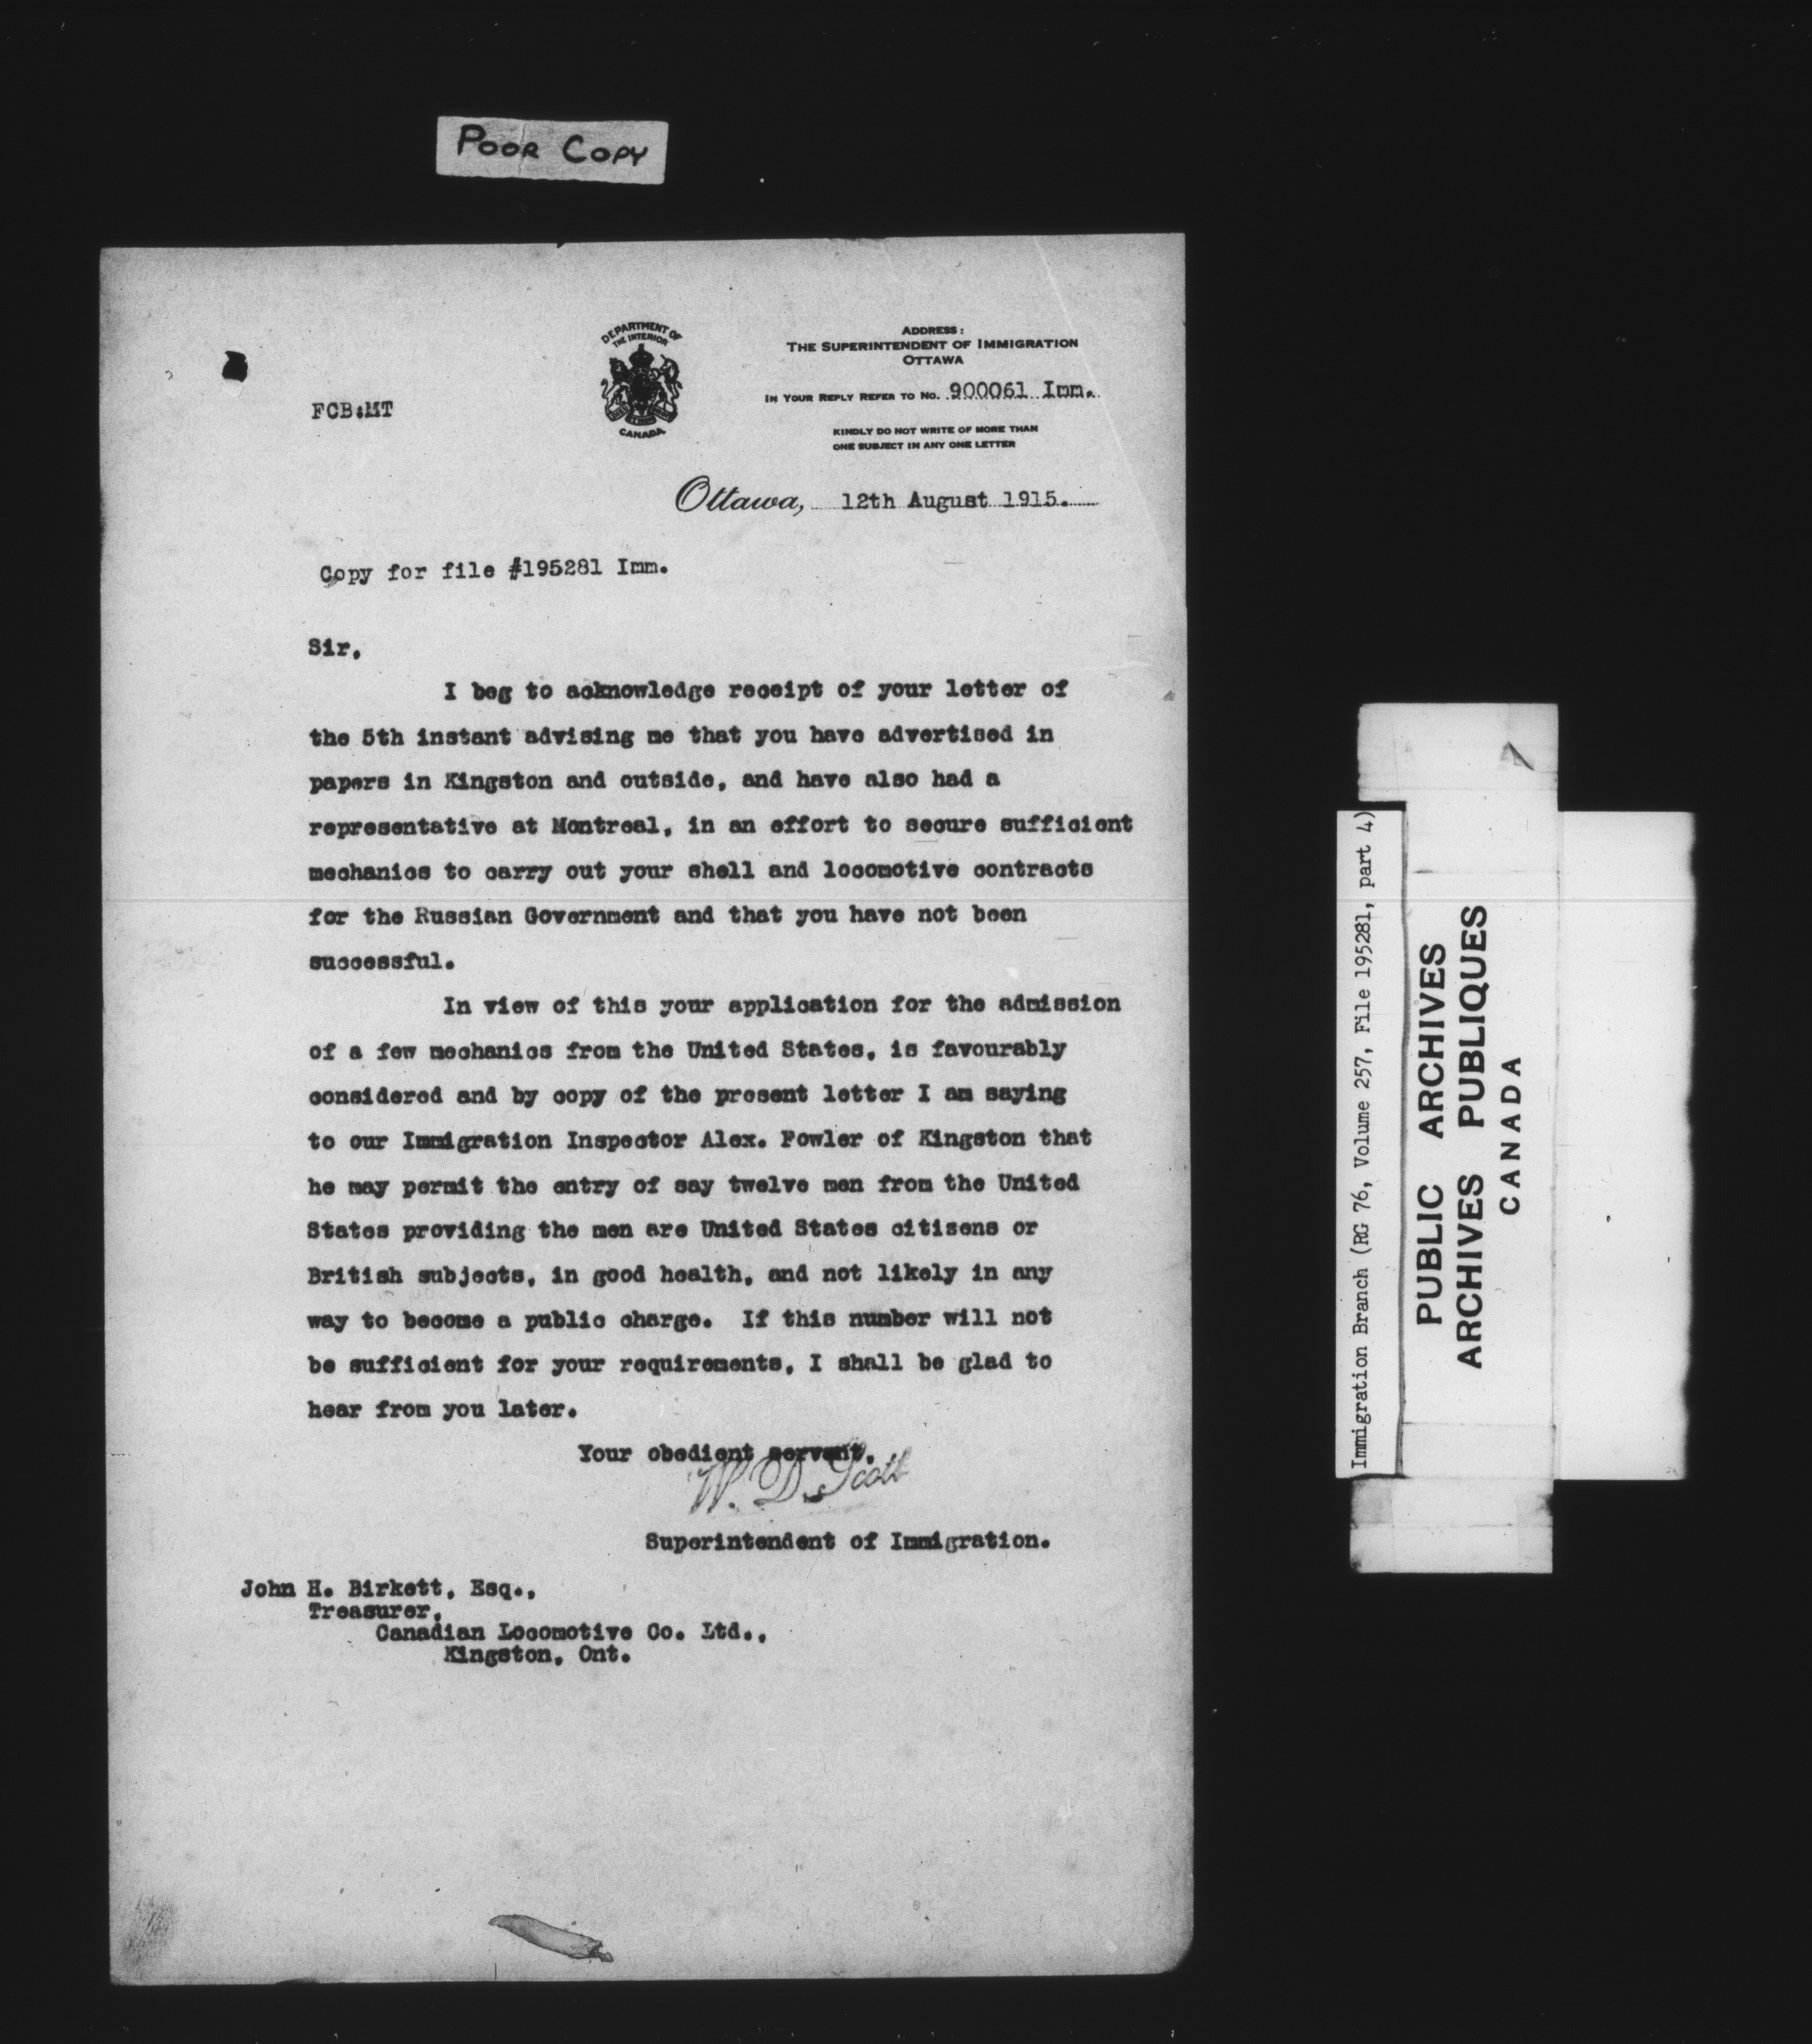 POOR COPY
DEPARTMENT OF
THE INTERIOR
CANADA
ADDRESS:
THE SUPERINTENDENT OF IMMIGRATION
OTTAWA
IN YOUR REPLY REFER TO NO. 900061 Imm.
KINDLY DO NOT WRITE OF MORE THAN
ONE SUBJECT IN ANY ONE LETTER
FCB:MT
Ottawa, 12th August 1915.
Copy for file #195281 Imm.
Sir,
I beg to acknowledge receipt of your letter of
the 5th instant advising me that you have advertised in
papers in Kingston and outside, and have also had a
representative at Montreal, in an effort to secure sufficient
mechanics to carry out your shell and locomotive contracts
for the Russian Government and that you have not been
successful.
In view of this your application for the admission
of a few mechanics from the United States, is favourably
considered and by copy of the present letter I am saying
to our Immigration Inspector Alex. Fowler of Kingston that
he may permit the entry of say twelve men from the United
States providing the men are United States citizens or
British subjects, in good health, and not likely in any
way to become a public charge. If this number will not
be sufficient for your requirements, I shall be glad to
hear from you later.
Your obedient servant,
W. D. Scott
Superintendent of Immigration.
John H. Birkett, Esq.,
Treasurer,
Canadian Locomotive Co. Ltd.,
Kingston, Ont.
Immigration Branch (RG 76, Volume 257, File 195281, part 4)
PUBLIC ARCHIVES
ARCHIVES PUBLIQUES
CANADA